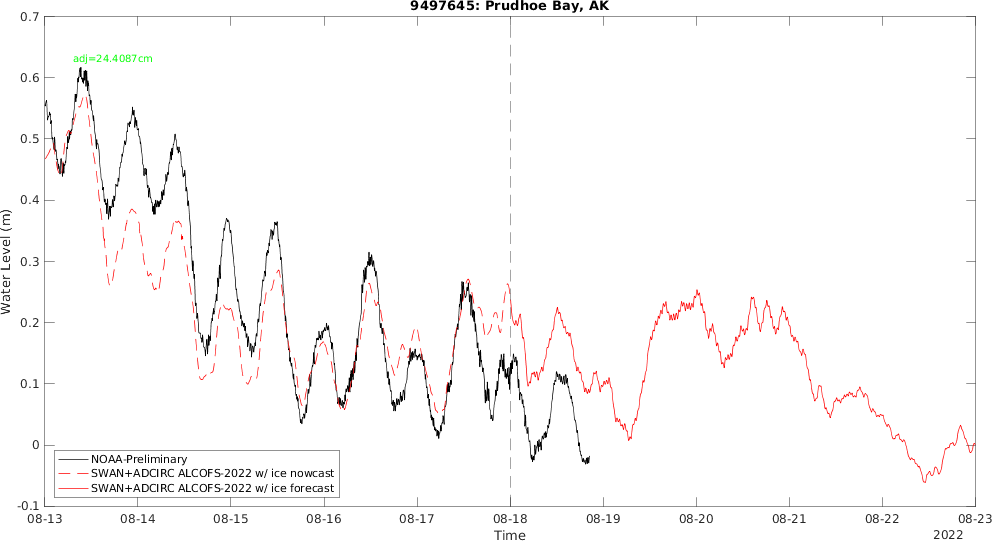 9497645: Prudhoe Bay, AK
adj=24.4087cm
Water Level (m)
0.7
0.6
0.5
0.4
0.3
0.2
0.1
0
-0.1
NOAA-Preliminary
SWAN+ADCIRC ALCOFS-2022 w/ ice nowcast
SWAN+ADCIRC ALCOFS-2022 w/ ice forecast
08-13 08-14 08-15 08-16 08-17 08-18 08-19 08-20 08-21 08-22 08-23
Time
2022